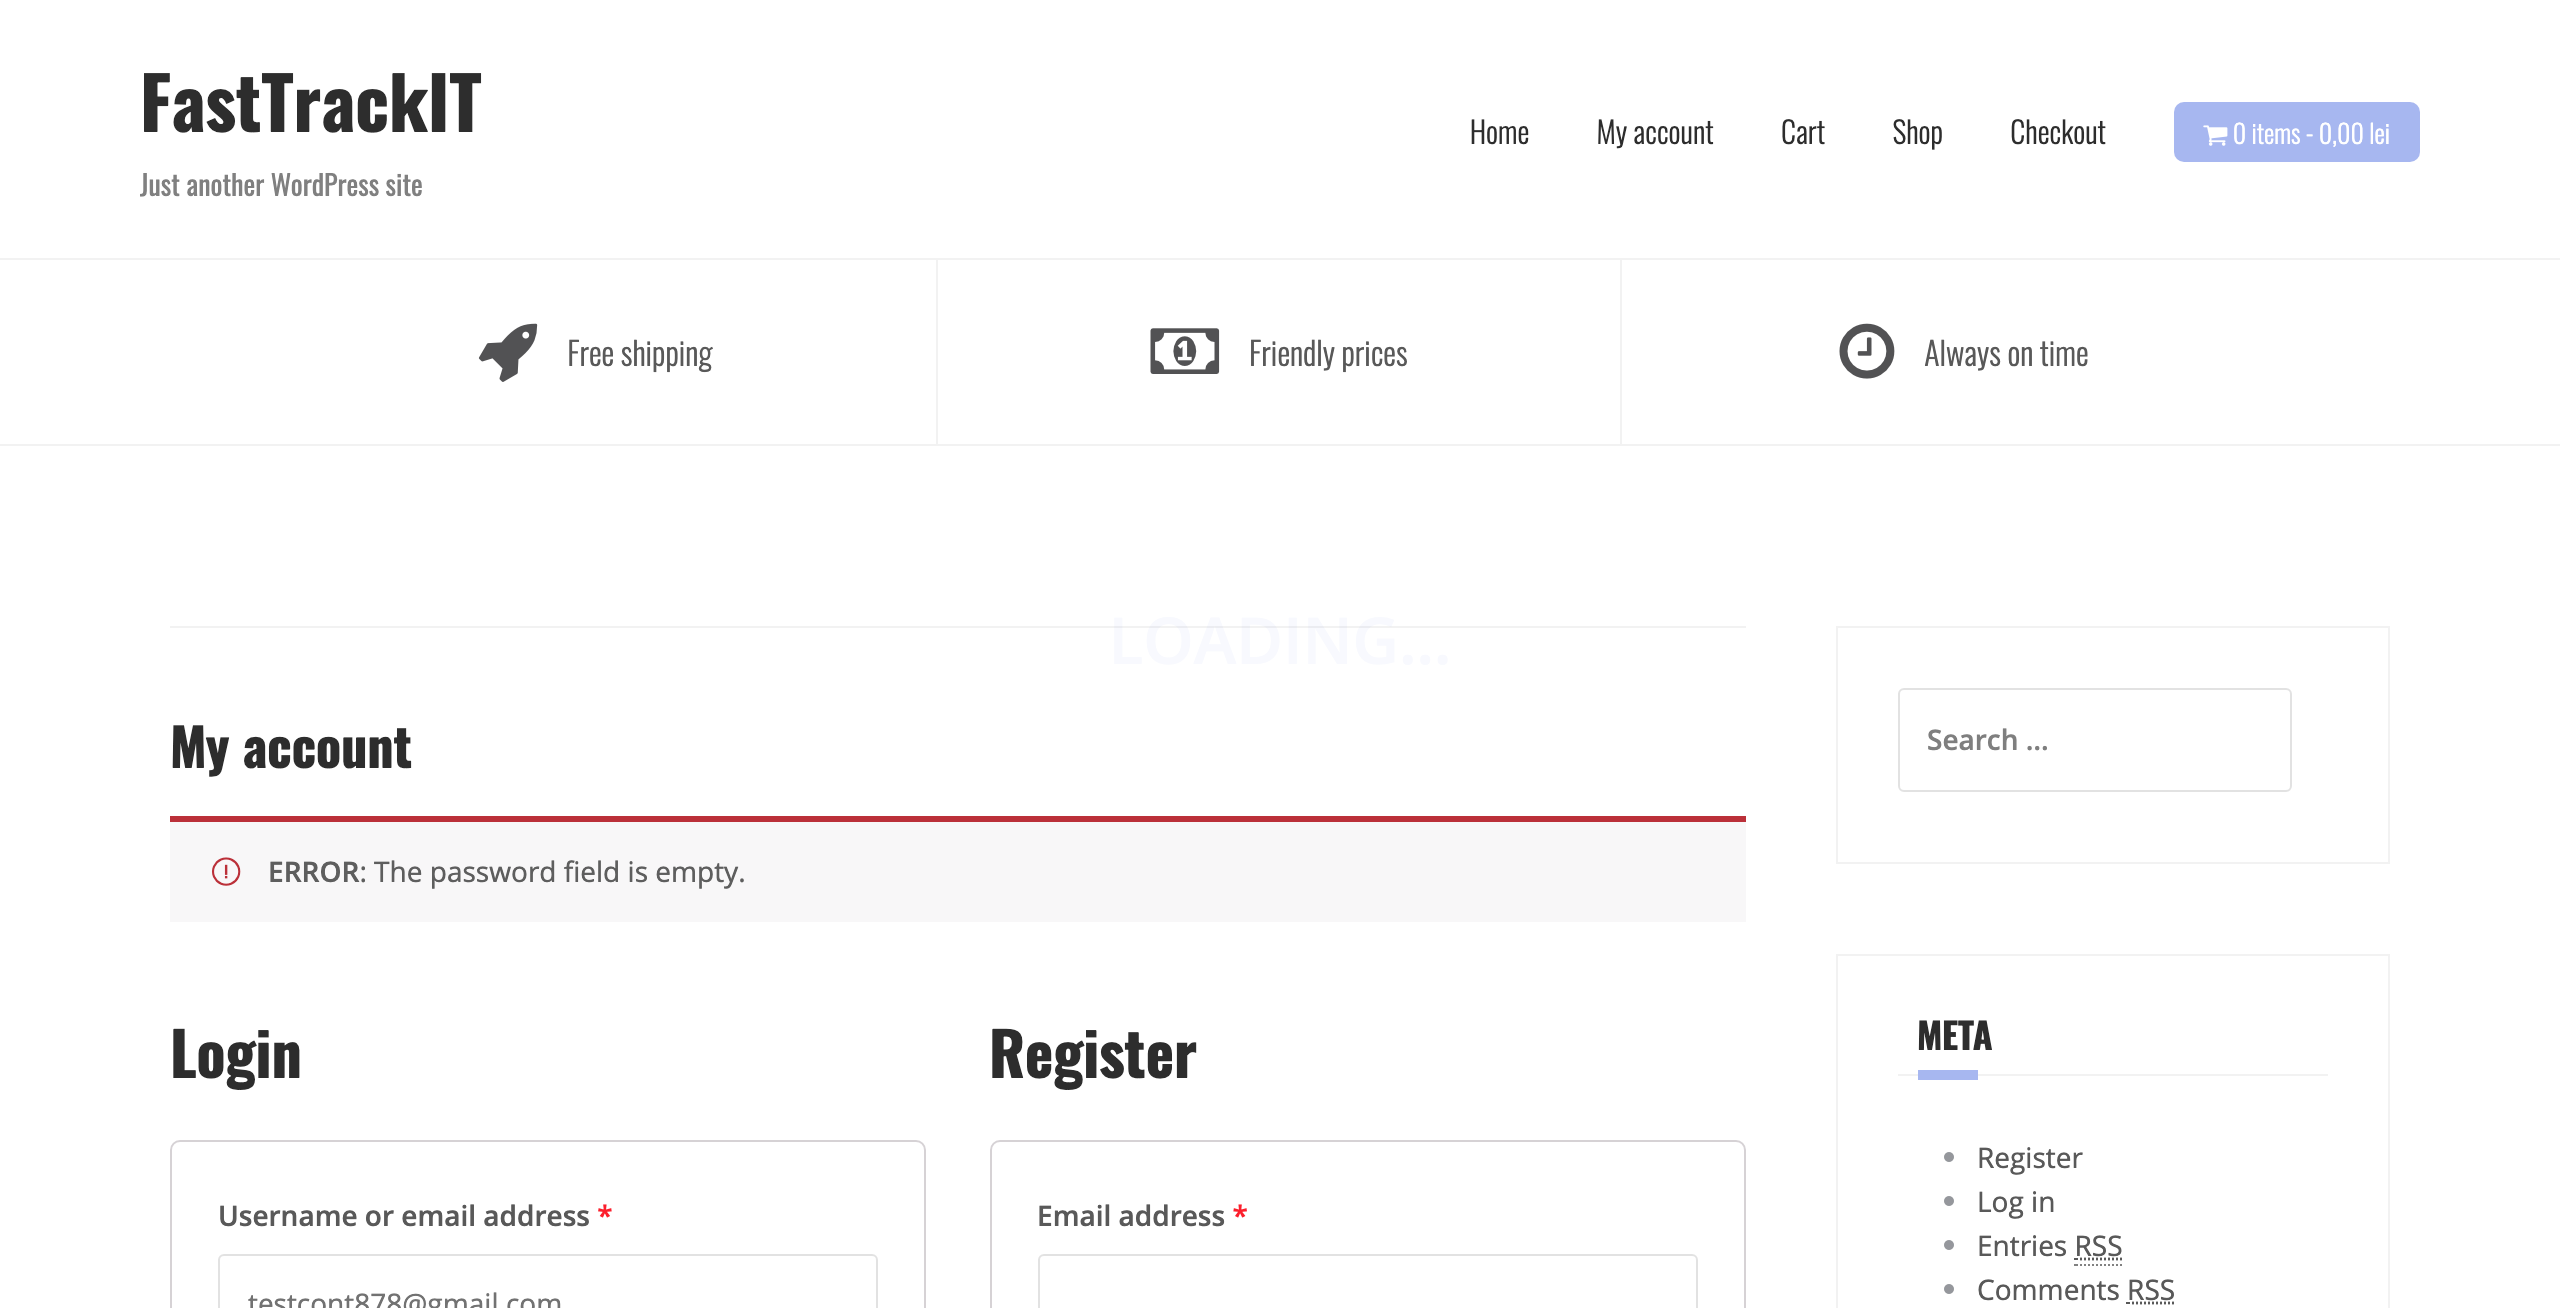 FastTrackIT
Just another WordPress site
Home
My account
Cart
Shop
Checkout
0 items - 0,00 lei
Free shipping
1
Friendly prices
Always on time
LOADING...
My account
ERROR: The password field is empty.
Login
Username or email address *
testcont878@gmail.com
Register
Email address *
Search ...
META
Register
Log in
Entries RSS
Comments RSS